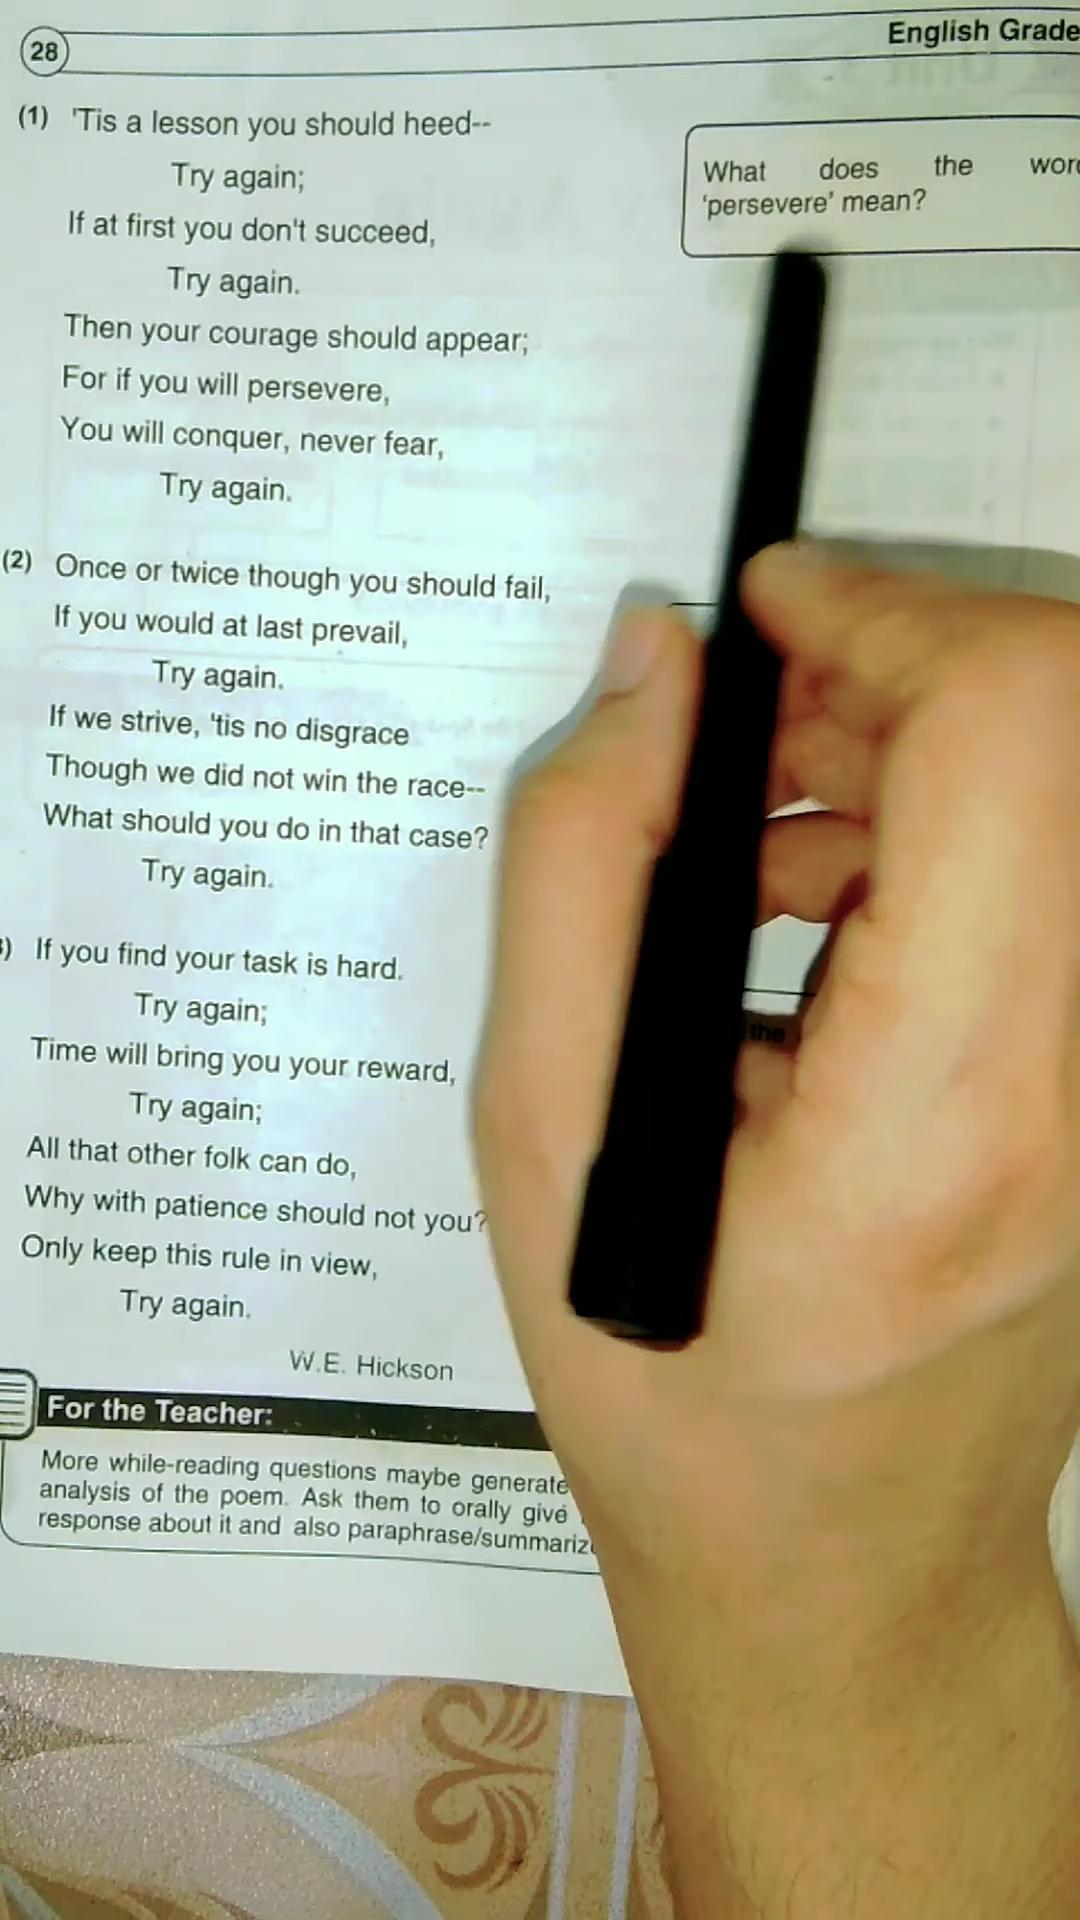 28
English Grade
(1) 'Tis a lesson you should heed--
Try again;
If at first you don't succeed,
Try again.
Then your courage should appear;
For if you will persevere,
You will conquer, never fear,
Try again.
What does the
'persevere' mean?
(2) Once or twice though you should fail,
If you would at last prevail,
Try again.
If we strive, 'tis no disgrace
Though we did not win the race--
What should you do in that case?
Try again.
If you find your task is hard.
Try again;
Time will bring you your reward,
Try again;
All that other folk can do,
Why with patience should not you?
Only keep this rule in view,
Try again.
W.E. Hickson
the
For the Teacher:
More while-reading questions maybe generate
analysis of the poem. Ask them to orally give
response about it and also